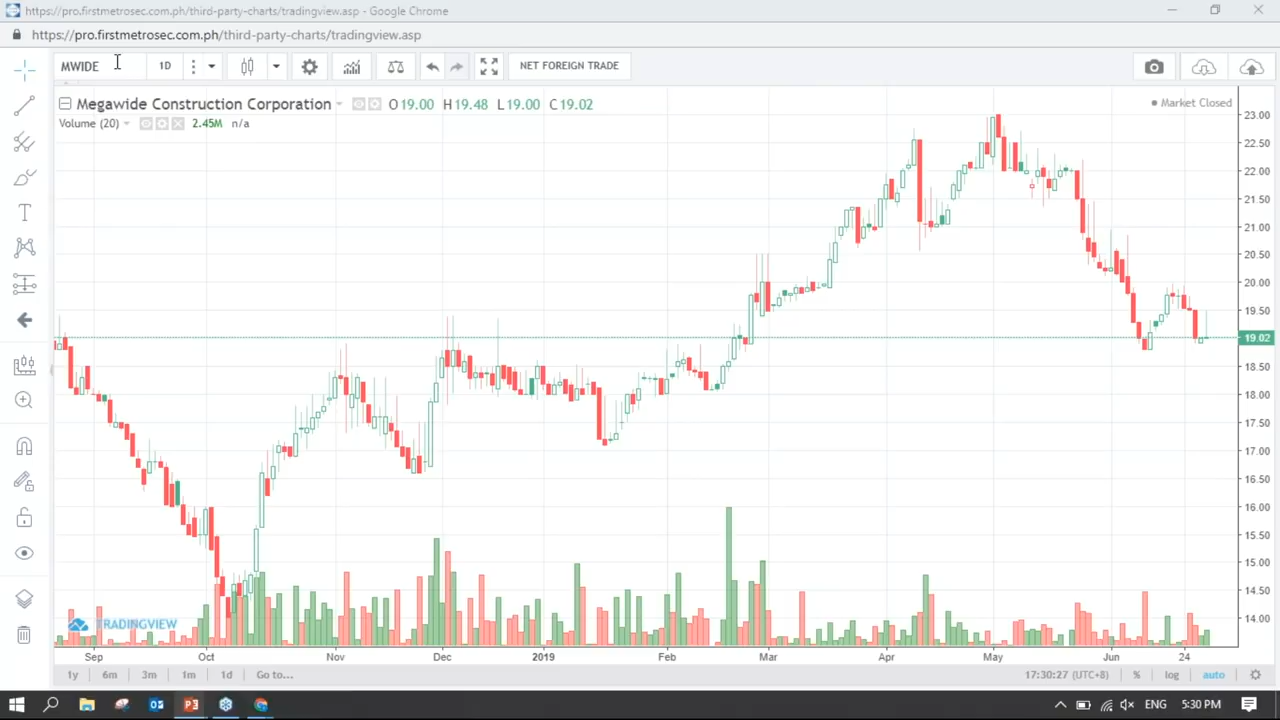 https://pro.firstmetrosec.com.ph/third-party-charts/tradingview.asp - Google Chrome
https://pro.firstmetrosec.com.ph/third-party-charts/tradingview.asp
MWIDE 1D NET FOREIGN TRADE
Megawide Construction Corporation O 19.00 H 19.48 L 19.00 C 19.02
Market Closed
Volume (20) 2.45M n/a
23.00
22.50
22.00
21.50
21.00
20.50
20.00
19.50
19.02
18.50
18.00
17.50
17.00
16.50
16.00
15.50
15.00
14.50
14.00
TRADINGVIEW
Sep Oct Nov Dec 2019 Feb Mar Apr May Jun 24
1y 6m 3m 1m 1d Go to... 17:30:27 (UTC+8) % log auto
ENG 5:30 PM